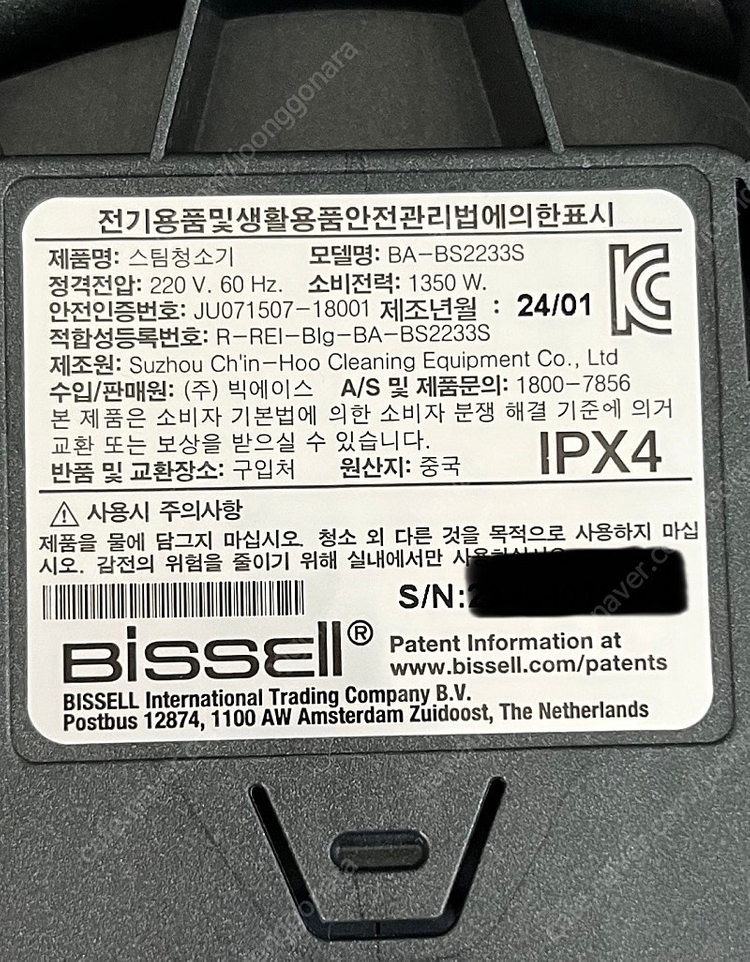 전기용품및생활용품안전관리법에의한표시
제품명: 스팀청소기 모델명: BA-BS2233S
정격전압: 220 V. 60 Hz. 소비전력: 1350 W.
안전인증번호: JU071507-18001 제조년월 : 24/01
적합성등록번호: R-REI-BIg-BA-BS2233S
제조원: Suzhou Ch'in-Hoo Cleaning Equipment Co., Ltd
수입/판매원: (주) 빅에이스 A/S 및 제품문의: 1800-7856
본 제품은 소비자 기본법에 의한 소비자 분쟁 해결 기준에 의거
교환 또는 보상을 받으실 수 있습니다.
IPX4
반품 및 교환장소: 구입처 원산지: 중국
사용시 주의사항
제품을 물에 담그지 마십시오. 청소 외 다른 것을 목적으로 사용하지 마십
시오. 감전의 위험을 줄이기 위해 실내에서만
S/N:
BISSELL®
Patent Information at
www.bissell.com/patents
BISSELL International Trading Company B.V.
Postbus 12874, 1100 AW Amsterdam Zuidoost, The Netherlands